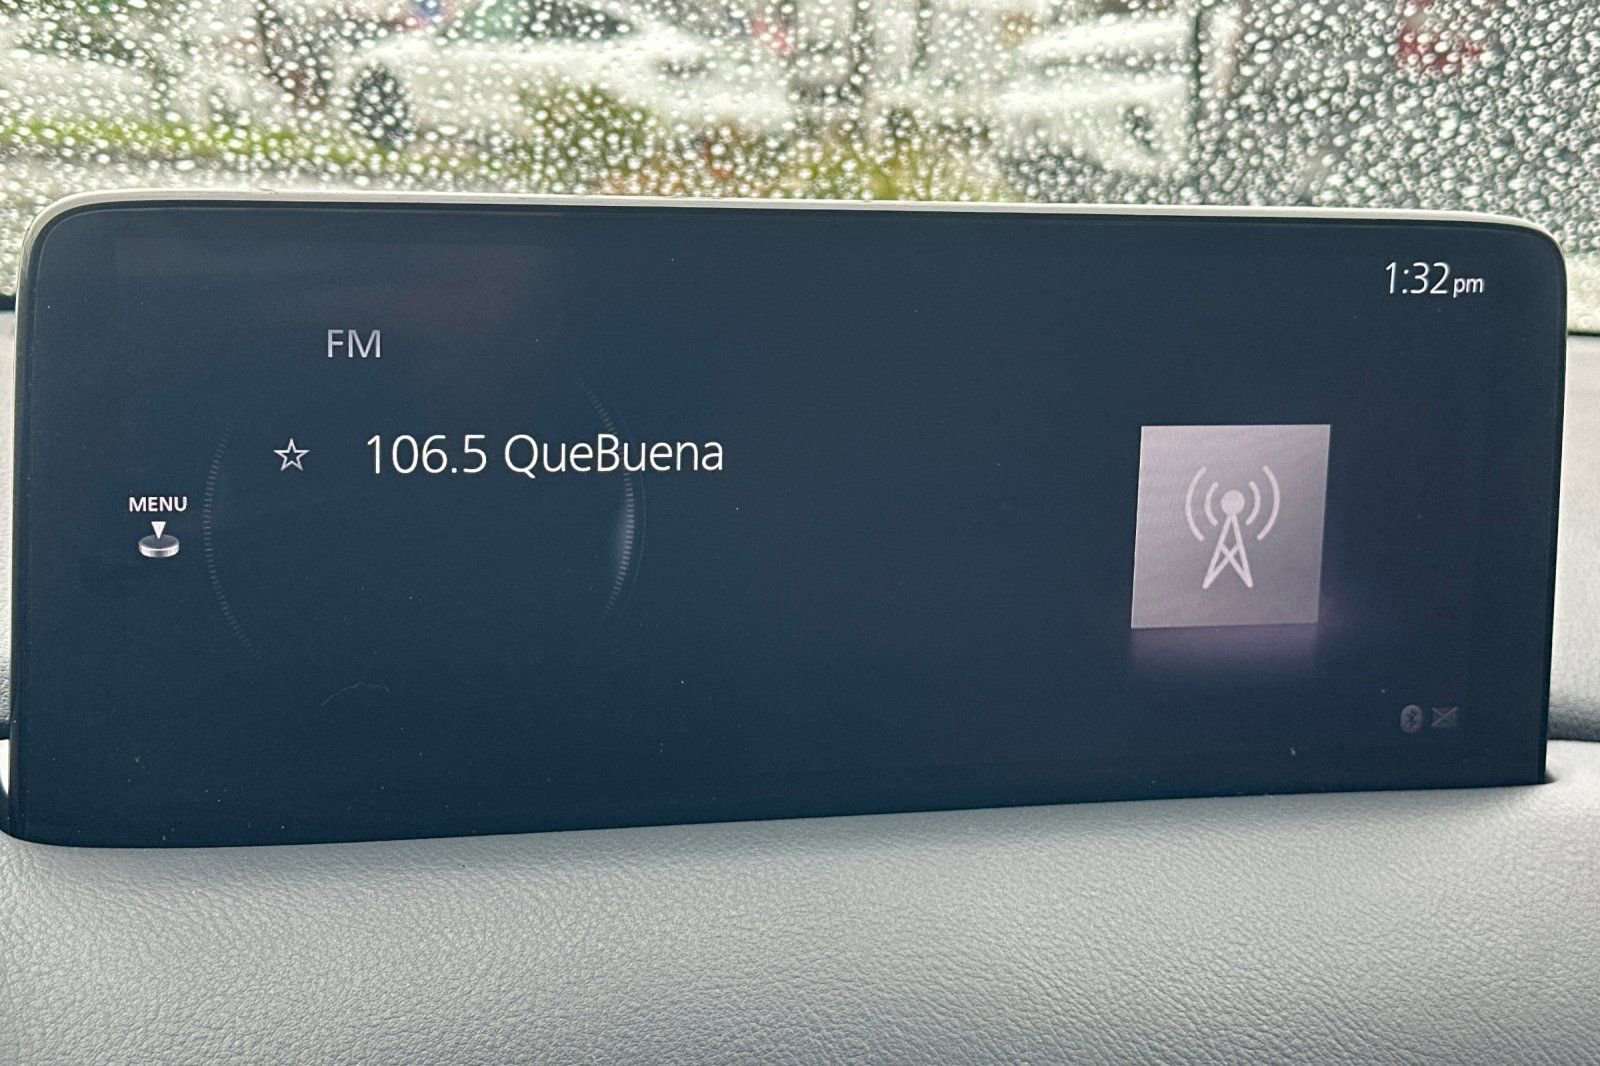 1:32pm
FM
☆ 106.5 QueBuena
MENU